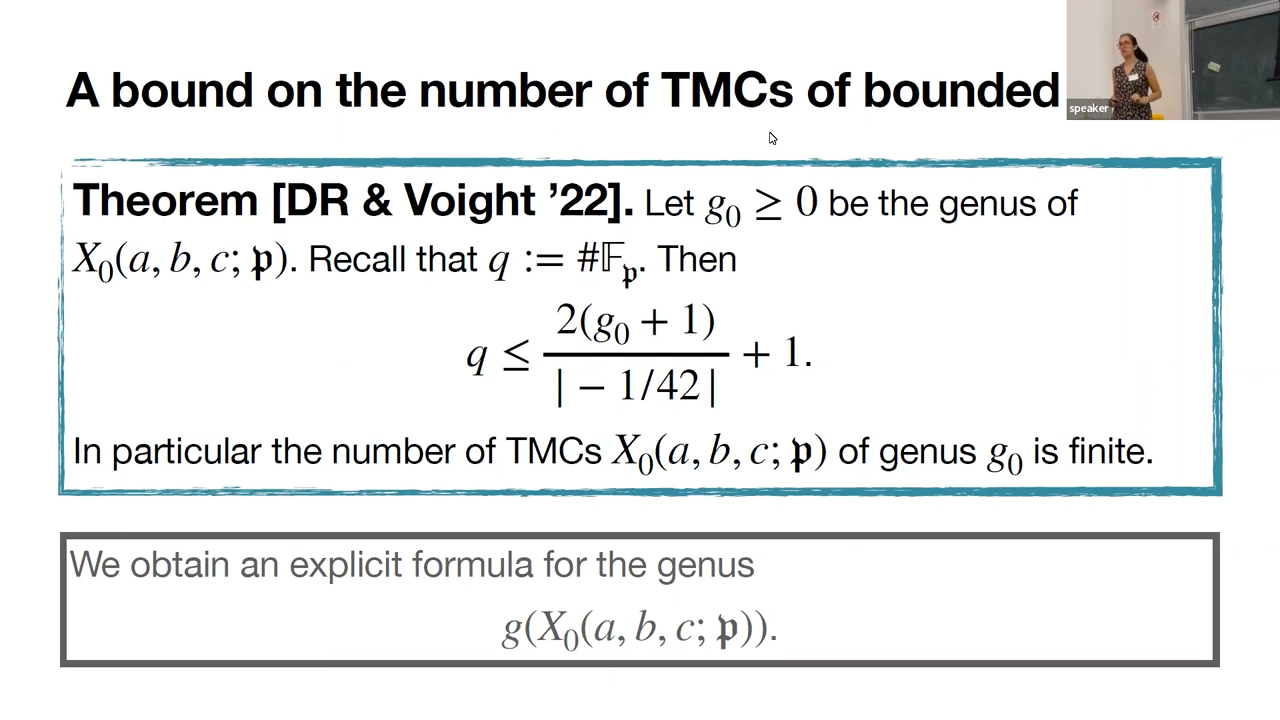 A bound on the number of TMCs of bounded
speaker
Theorem [DR & Voight ’22]. Let g₀ ≥ 0 be the genus of
X₀(a, b, c; 𝔭). Recall that q := #𝔽_𝔭. Then
q ≤ 2(g₀ + 1) / | − 1/42 | + 1.
In particular the number of TMCs X₀(a, b, c; 𝔭) of genus g₀ is finite.
We obtain an explicit formula for the genus
g(X₀(a, b, c; 𝔭)).